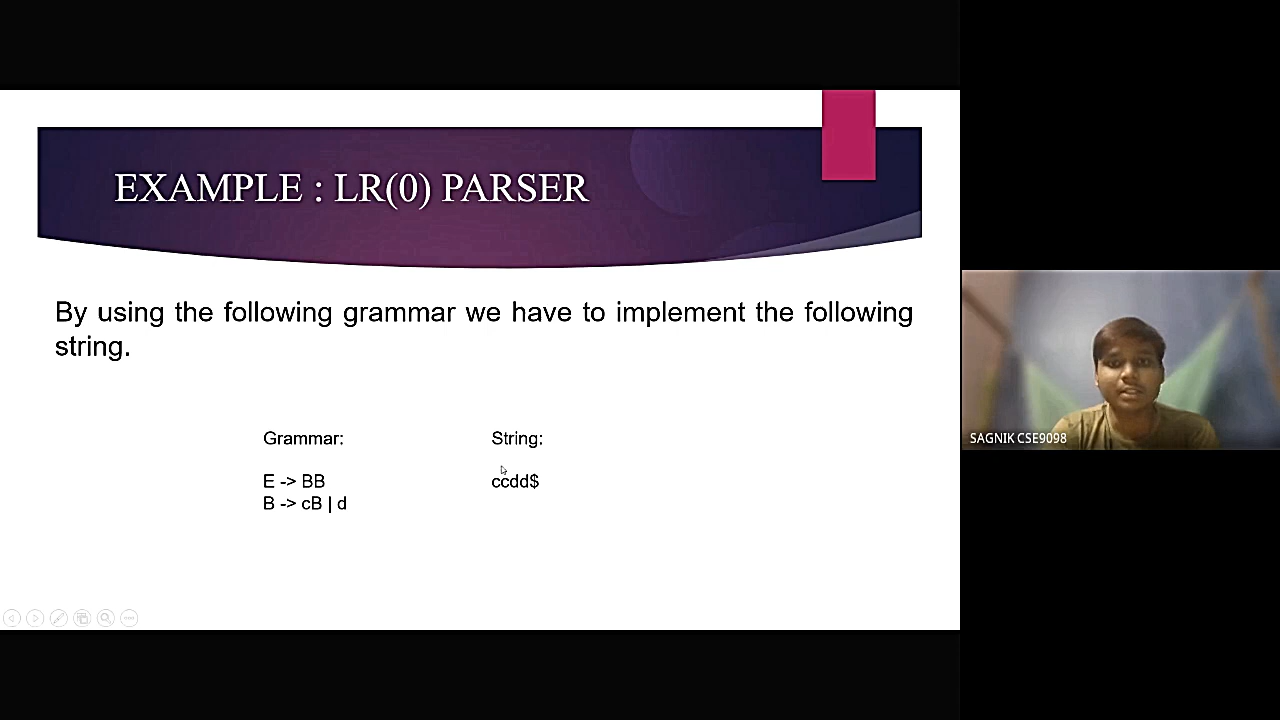 EXAMPLE : LR(0) PARSER
By using the following grammar we have to implement the following
string.
Grammar:
E -> BB
B -> cB | d
String:
ccdd$
SAGNIK CSE9098